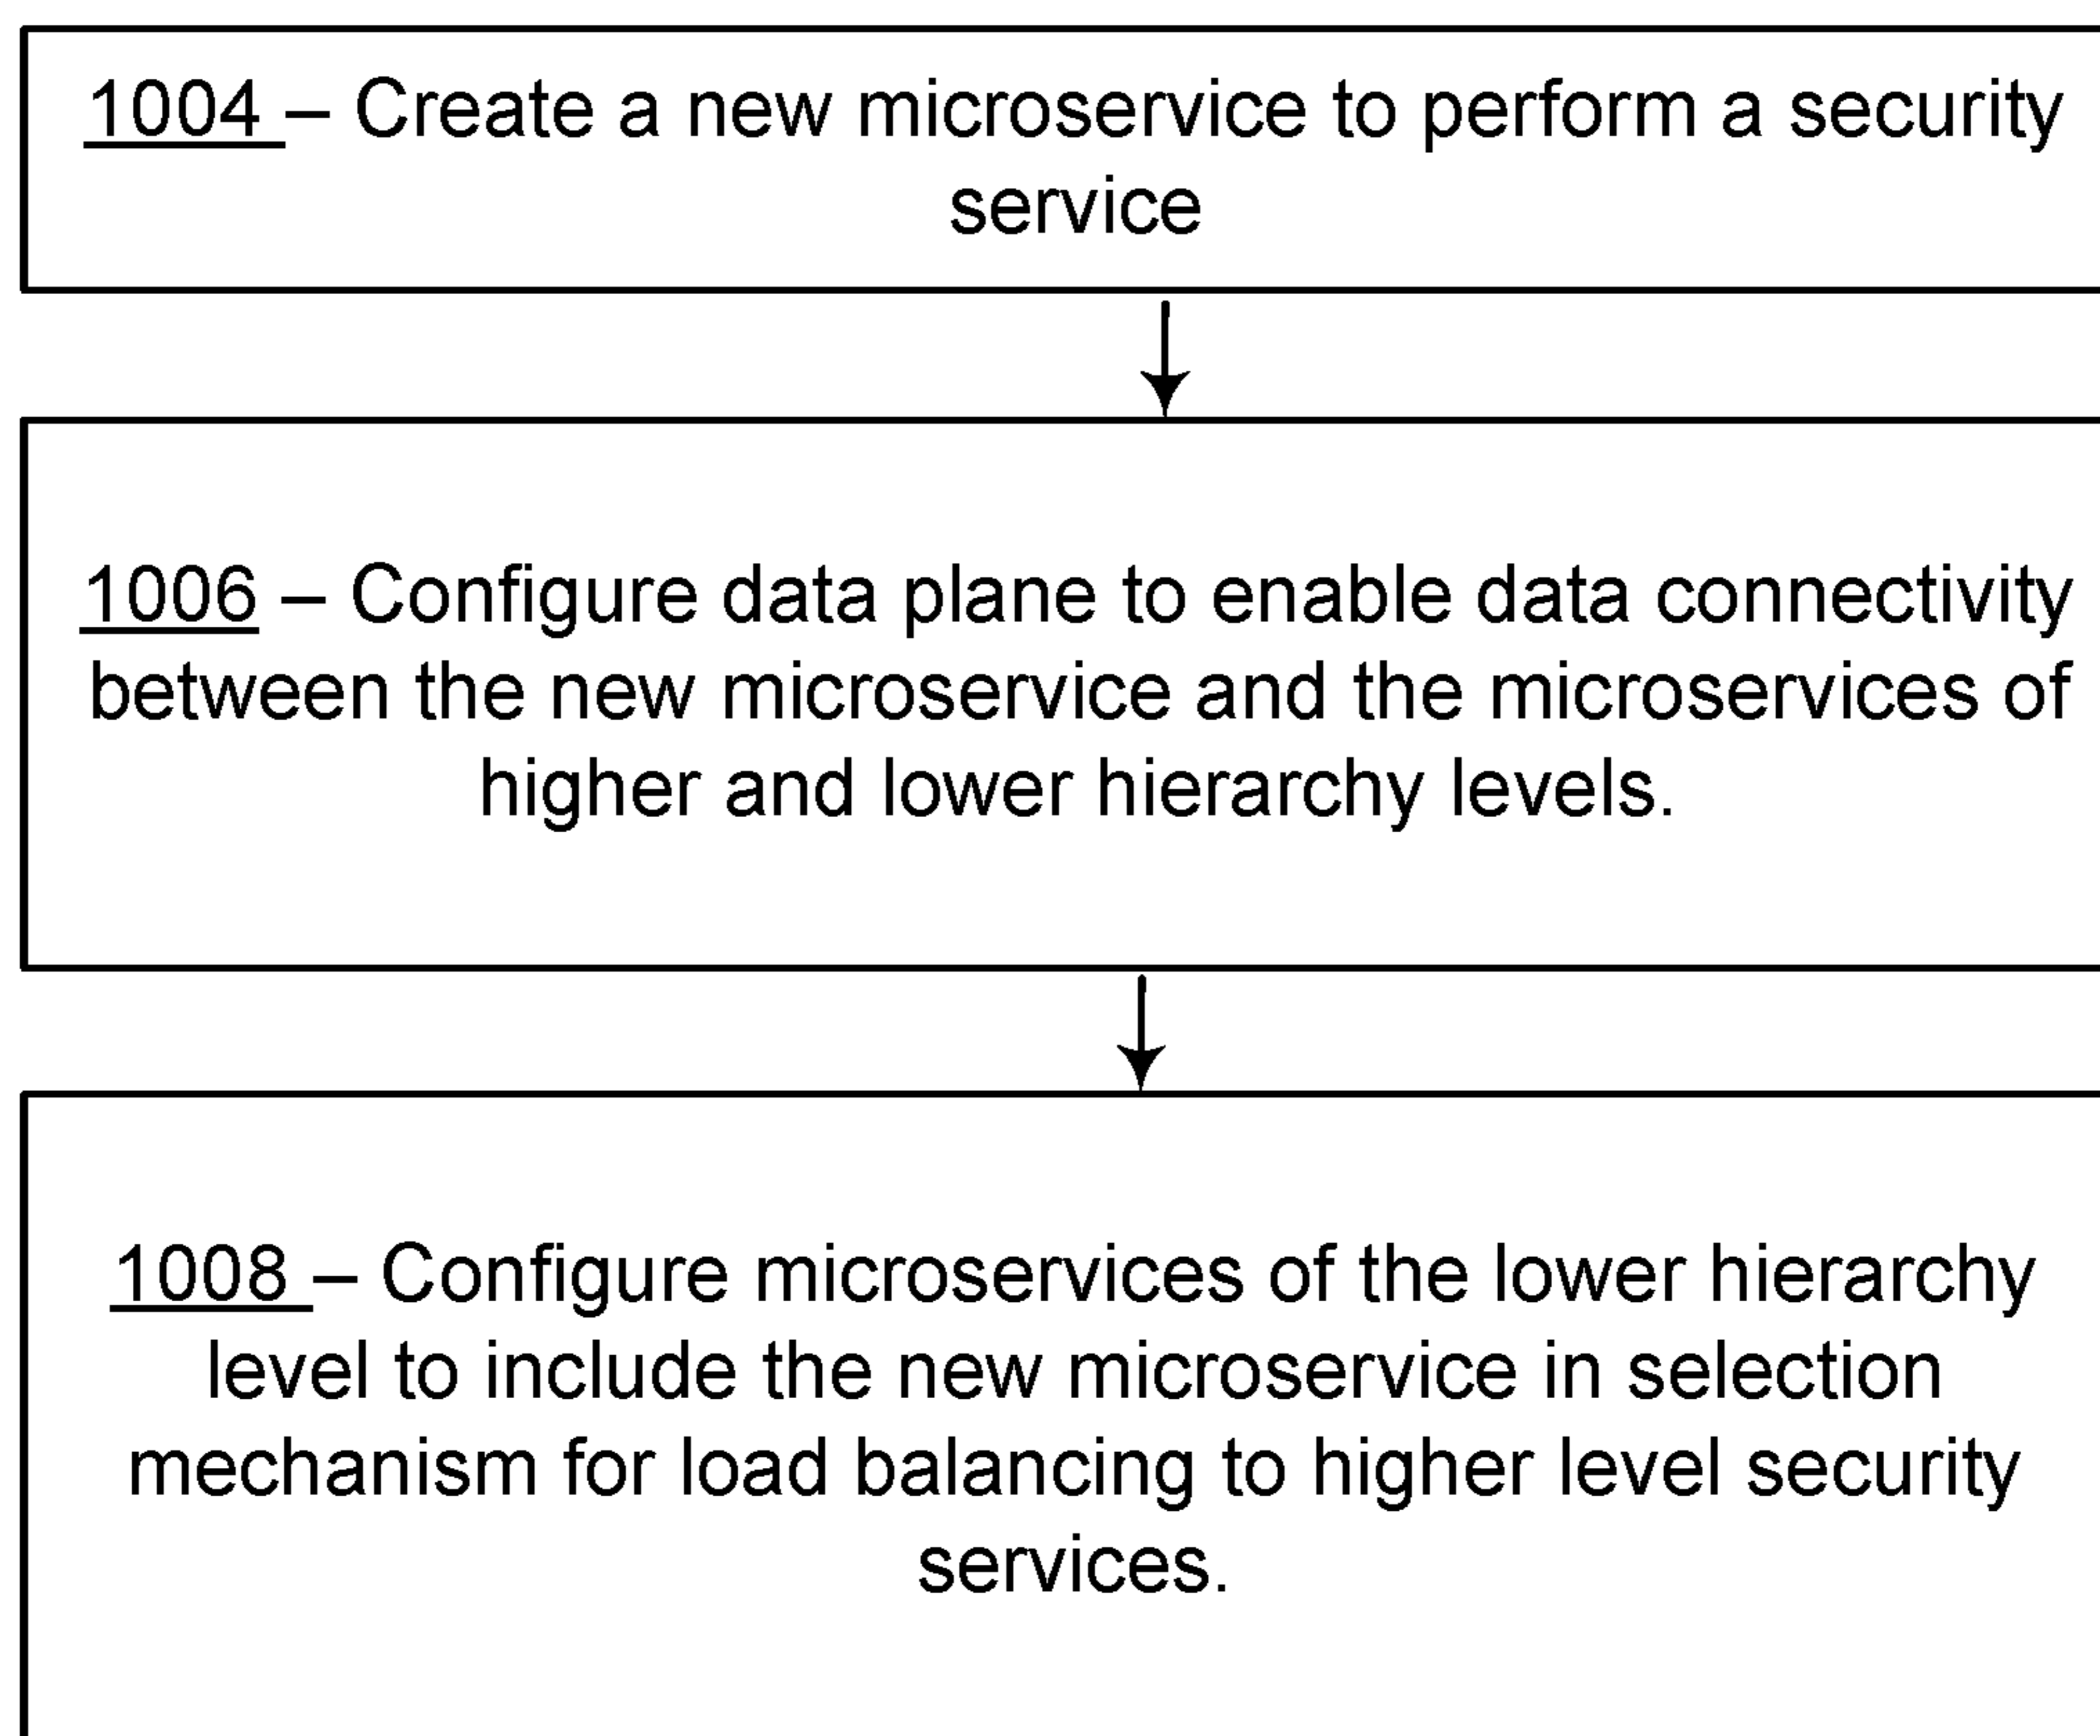 1004 – Create a new microservice to perform a security
service
1006 – Configure data plane to enable data connectivity
between the new microservice and the microservices of
higher and lower hierarchy levels.
1008 – Configure microservices of the lower hierarchy
level to include the new microservice in selection
mechanism for load balancing to higher level security
services.